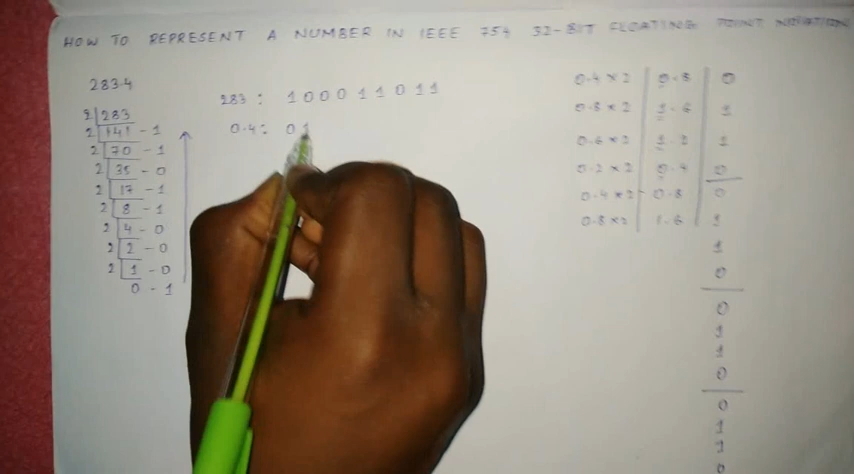 HOW TO REPRESENT A NUMBER IN IEEE 754 32-BIT FLOATING POINT NOTATION
283.4
2 283
2 141 - 1
2 70 - 1
2 35 - 0
2 17 - 1
2 8 - 1
2 4 - 0
2 2 - 0
2 1 - 0
0 - 1
283 : 1 0 0 0 1 1 0 1 1
0.4 : 0 1
0.4 × 2 0.8 0
0.8 × 2 1.6 1
0.6 × 2 1.2 1
0.2 × 2 0.4 0
0.4 × 2 - 0.8 0
0.8 × 2 1.6 1
1
0
0
1
1
0
0
1
1
0